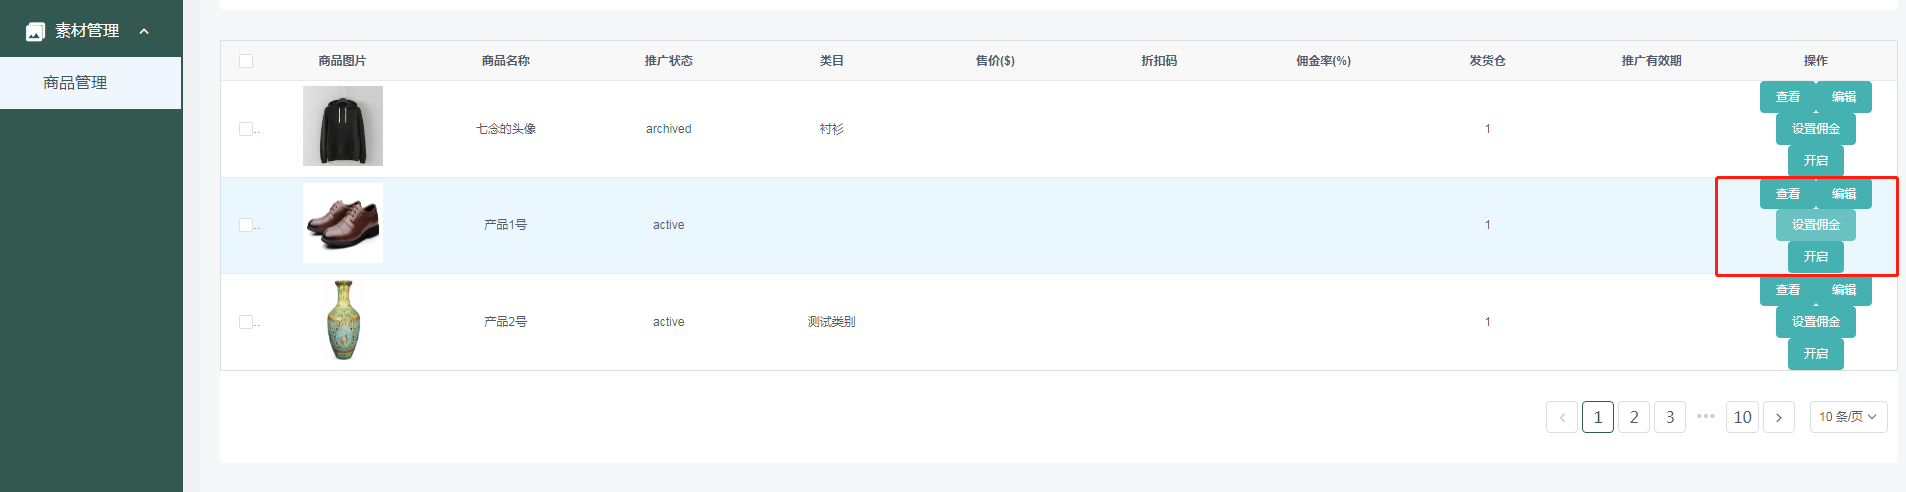 素材管理
商品管理
商品图片 商品名称 推广状态 类目 售价($) 折扣码 佣金率(%) 发货仓 推广有效期 操作
查看 编辑
.. 七念的头像 archived 衬衫 1 设置佣金
开启
查看 编辑
.. 产品1号 active 1 设置佣金
开启
查看 编辑
.. 产品2号 active 测试类别 1 设置佣金
开启
1 2 3 ••• 10 10 条/页